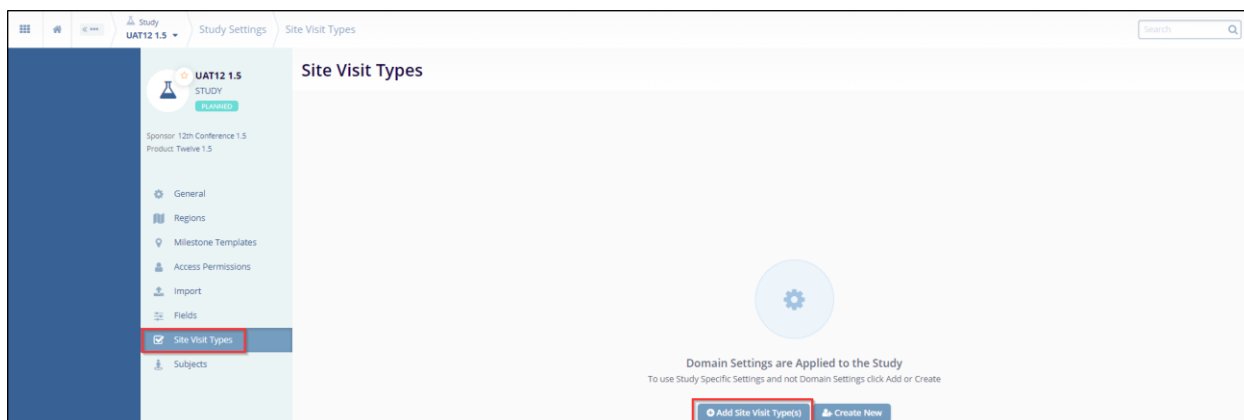 Study
UAT12 1.5
Study Settings
Site Visit Types
Search
UAT12 1.5
STUDY
PLANNED
Sponsor 12th Conference 1.5
Product Twelve 1.5
General
Regions
Milestone Templates
Access Permissions
Import
Fields
Site Visit Types
Subjects
Site Visit Types
Domain Settings are Applied to the Study
To use Study Specific Settings and not Domain Settings click Add or Create
Add Site Visit Type(s)
Create New